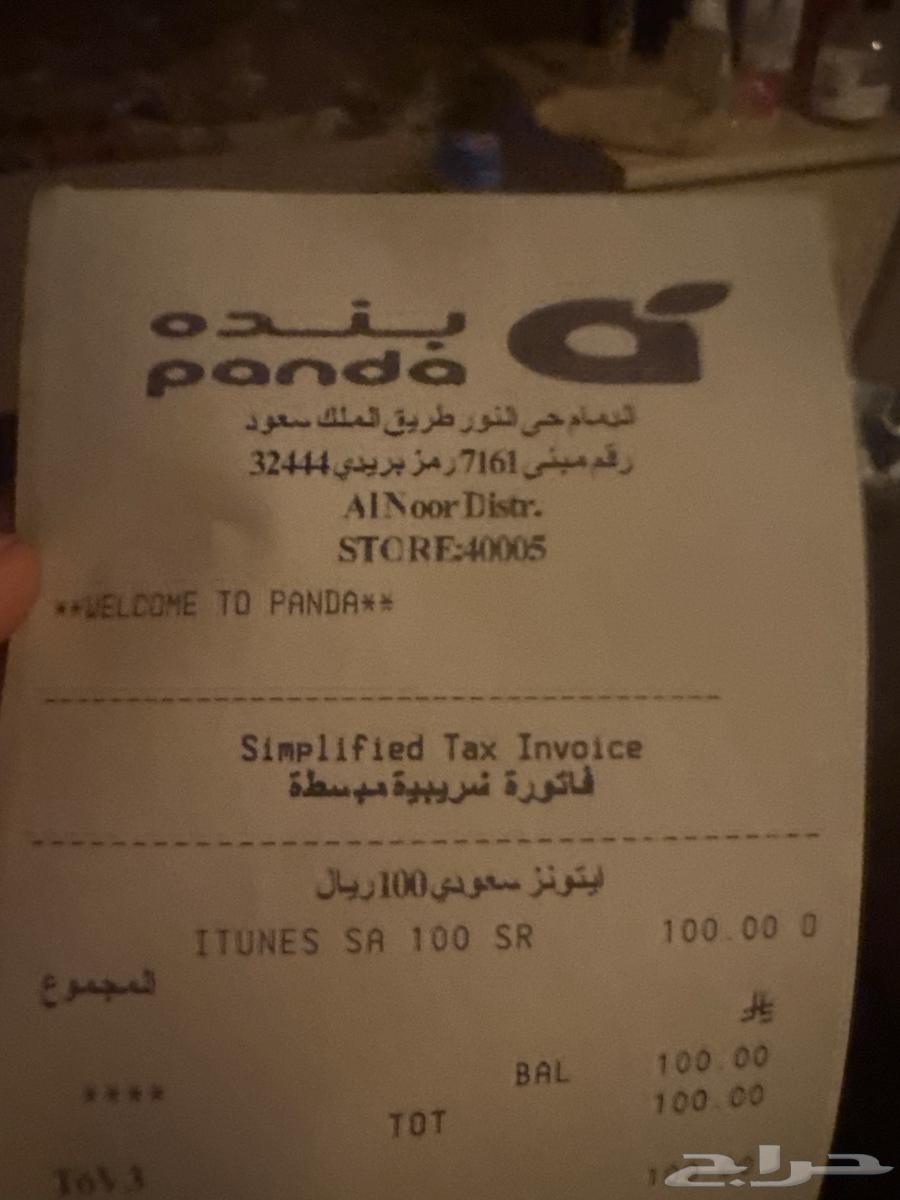 بنده
panda
الدمام حى النور طريق الملك سعود
رقم مبنى 7161 رمز بريدي 32444
Al Noor Distr.
STORE:40005
**WELCOME TO PANDA**
Simplified Tax Invoice
فاتورة ضريبية مبسطة
ايتونز سعودي 100 ريال
ITUNES SA 100 SR 100.00 0
المجموع
BAL 100.00
**** TOT 100.00
حراج